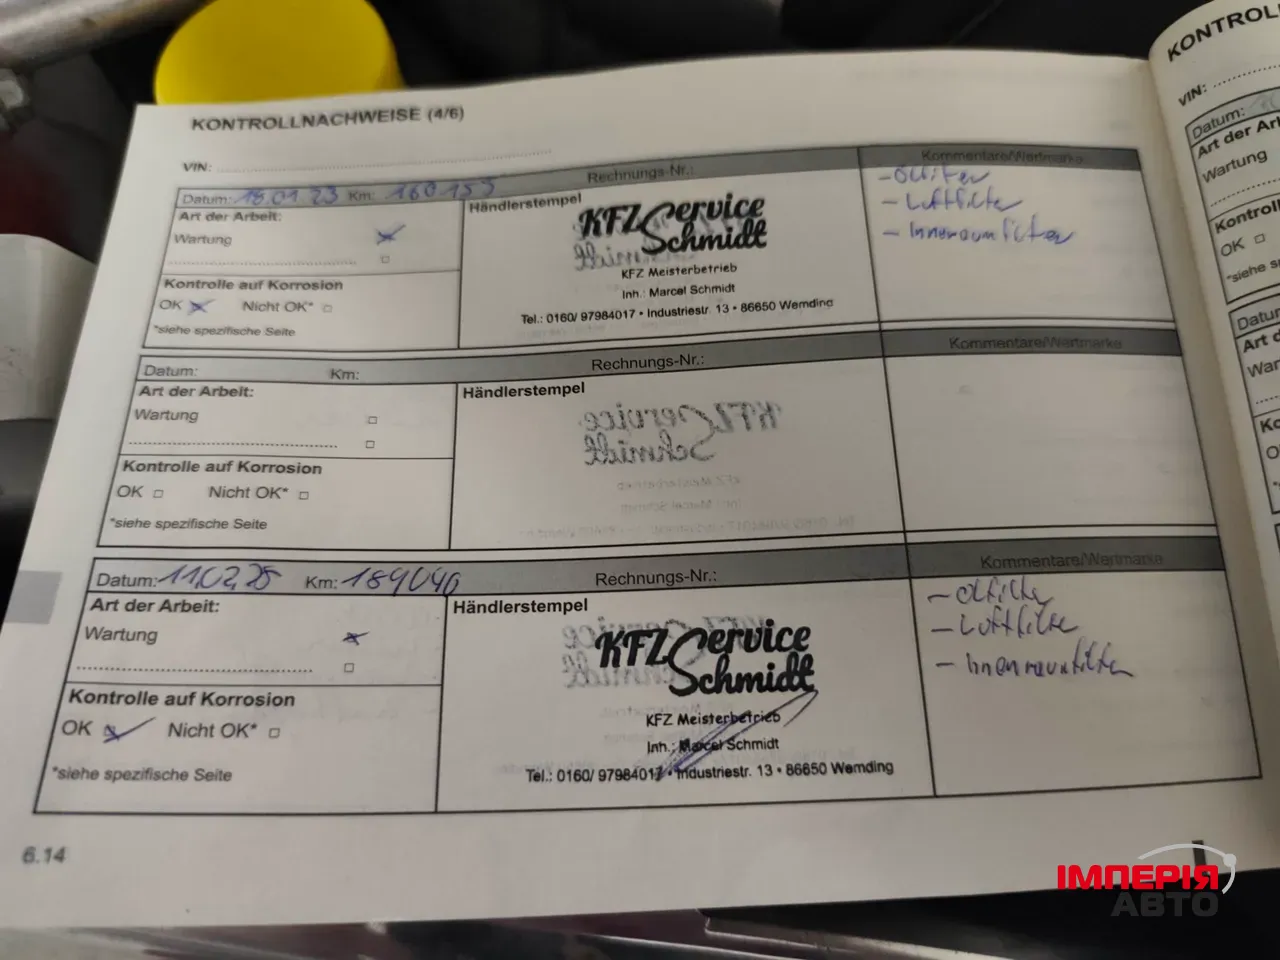 KONTROLLNACHWEISE (4/6)
VIN:
Datum: 18.01.23 Km: 160155 Rechnungs-Nr.: Kommentare/Wertmarke
Art der Arbeit:
Wartung
Kontrolle auf Korrosion
OK Nicht OK*
*siehe spezifische Seite
Händlerstempel
KFZ Service
Schmidt
KFZ Meisterbetrieb
Inh.: Marcel Schmidt
Tel.: 0160/ 97984017 • Industriestr. 13 • 86650 Wemding
- Ölfilter
- Luftfilter
- Innenraumfilter
Datum: Km: Rechnungs-Nr.: Kommentare/Wertmarke
Art der Arbeit:
Wartung
Kontrolle auf Korrosion
OK Nicht OK*
*siehe spezifische Seite
Händlerstempel
Datum: 11.02.25 Km: 189040 Rechnungs-Nr.: Kommentare/Wertmarke
Art der Arbeit:
Wartung
Kontrolle auf Korrosion
OK Nicht OK*
*siehe spezifische Seite
Händlerstempel
KFZ Service
Schmidt
KFZ Meisterbetrieb
Inh.: Marcel Schmidt
Tel.: 0160/ 97984017 • Industriestr. 13 • 86650 Wemding
- Ölfilter
- Luftfilter
- Innenraumfilter
6.14
VIN:
Datum:
Art der
Wartung
OK
*siehe
ІМПЕРІЯ
АВТО